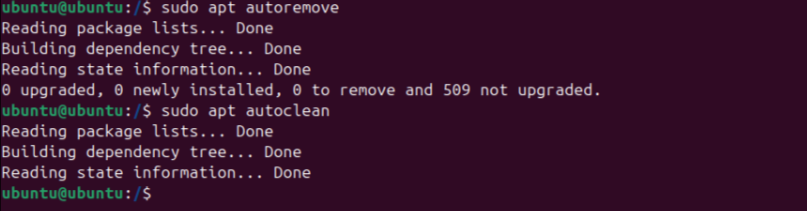 ubuntu@ubuntu:/$ sudo apt autoremove
Reading package lists... Done
Building dependency tree... Done
Reading state information... Done
0 upgraded, 0 newly installed, 0 to remove and 509 not upgraded.
ubuntu@ubuntu:/$ sudo apt autoclean
Reading package lists... Done
Building dependency tree... Done
Reading state information... Done
ubuntu@ubuntu:/$